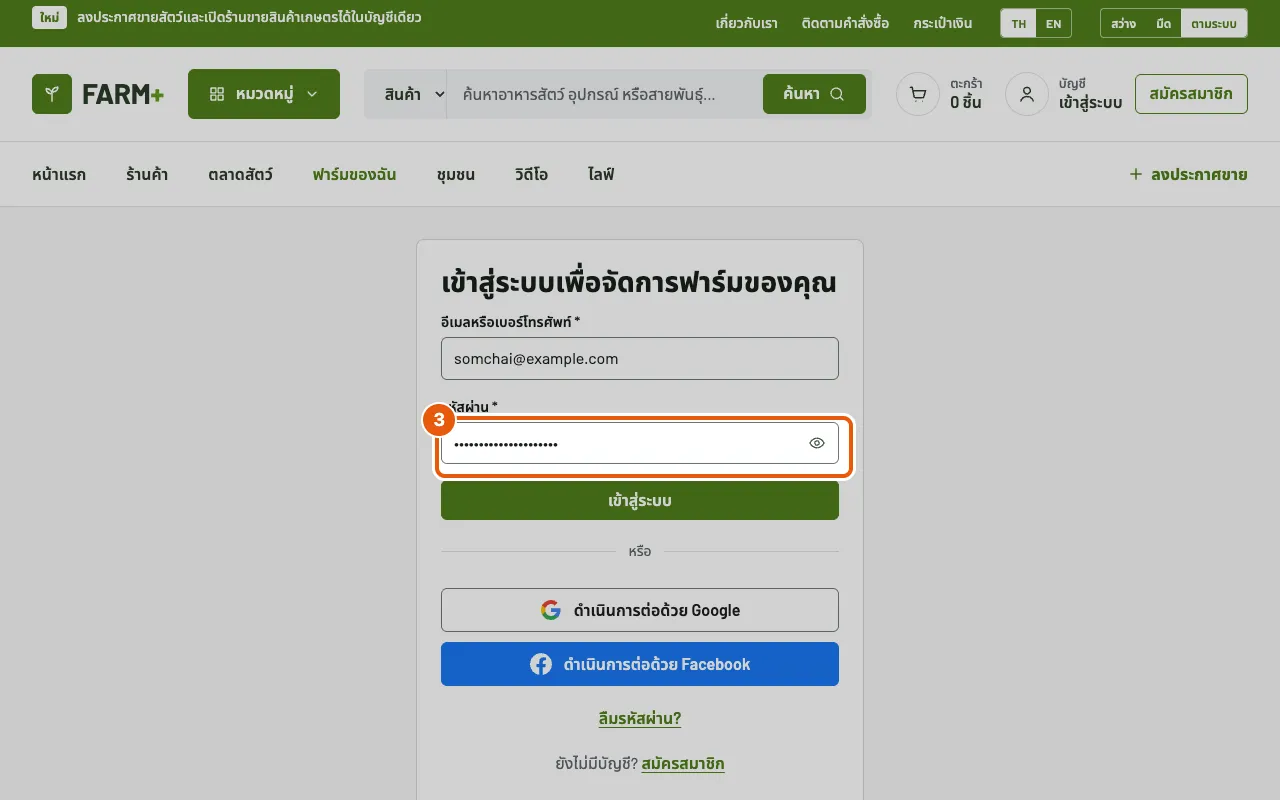 ใหม่ ลงประกาศขายสัตว์และเปิดร้านขายสินค้าเกษตรได้ในบัญชีเดียว เกี่ยวกับเรา ติดตามคำสั่งซื้อ กระเป๋าเงิน TH EN สว่าง มืด ตามระบบ
FARM+ หมวดหมู่ สินค้า ค้นหาอาหารสัตว์ อุปกรณ์ หรือสายพันธุ์... ค้นหา
ตะกร้า
0 ชิ้น
บัญชี
เข้าสู่ระบบ
สมัครสมาชิก
หน้าแรก ร้านค้า ตลาดสัตว์ ฟาร์มของฉัน ชุมชน วิดีโอ ไลฟ์ + ลงประกาศขาย
เข้าสู่ระบบเพื่อจัดการฟาร์มของคุณ
อีเมลหรือเบอร์โทรศัพท์ *
somchai@example.com
หัสผ่าน *
3
•••••••••••••••••••••
เข้าสู่ระบบ
หรือ
ดำเนินการต่อด้วย Google
ดำเนินการต่อด้วย Facebook
ลืมรหัสผ่าน?
ยังไม่มีบัญชี? สมัครสมาชิก